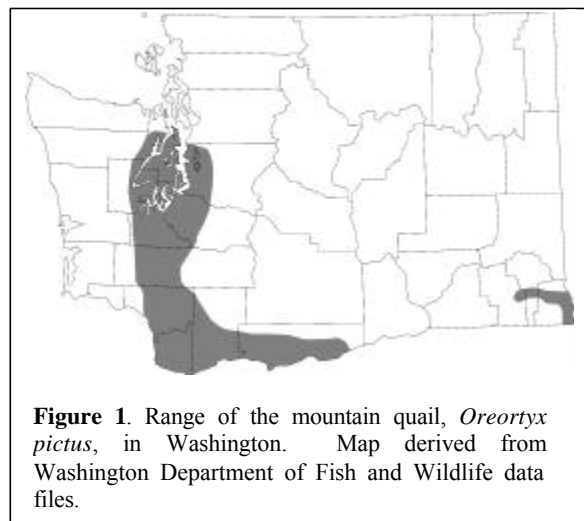 Figure 1. Range of the mountain quail, Oreortyx
pictus, in Washington. Map derived from
Washington Department of Fish and Wildlife data
files.